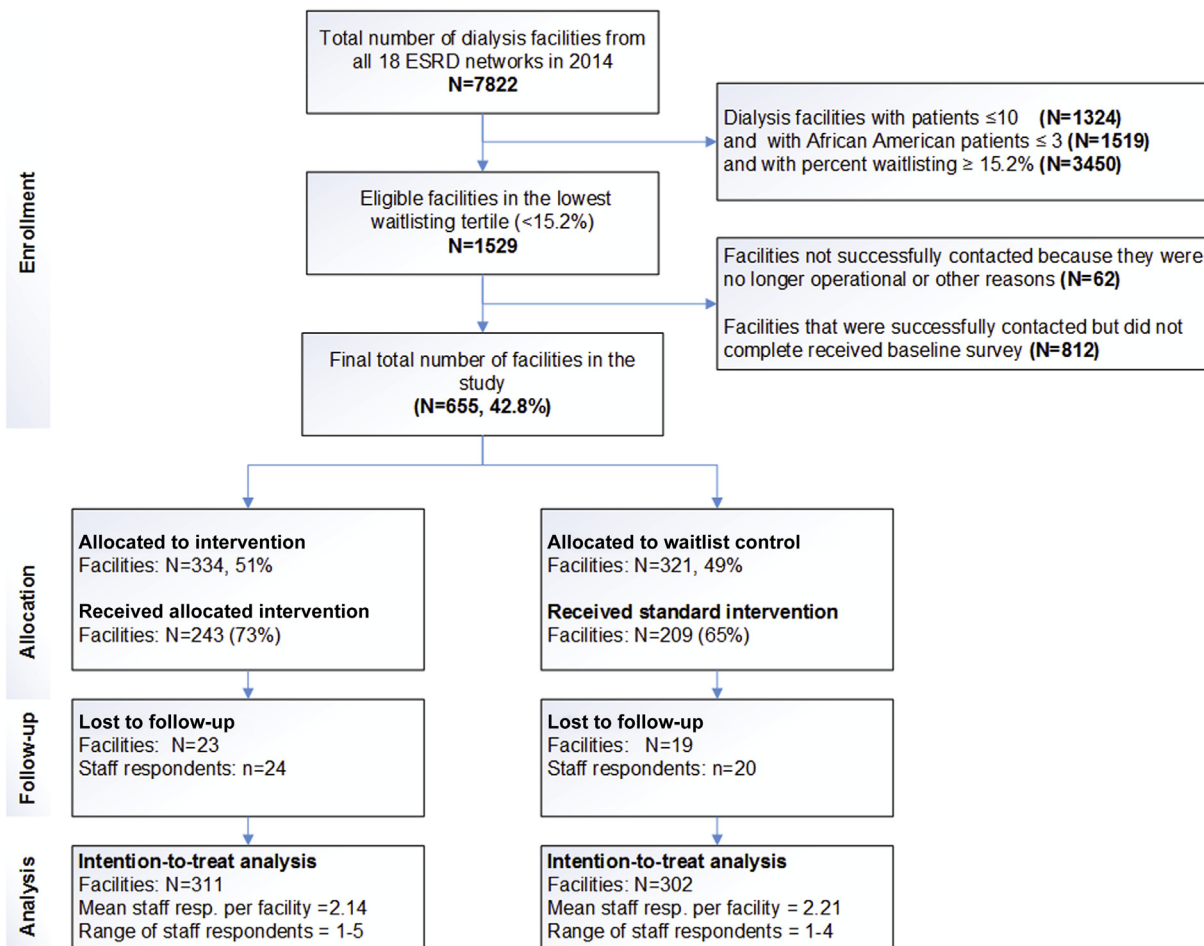 Total number of dialysis facilities from
all 18 ESRD networks in 2014
N=7822
Dialysis facilities with patients ≤10 (N=1324)
and with African American patients ≤ 3 (N=1519)
and with percent waitlisting ≥ 15.2% (N=3450)
Enrollment
Eligible facilities in the lowest
waitlisting tertile (<15.2%)
N=1529
Facilities not successfully contacted because they were
no longer operational or other reasons (N=62)
Facilities that were successfully contacted but did not
complete received baseline survey (N=812)
Final total number of facilities in the
study
(N=655, 42.8%)
Allocation
Allocated to intervention
Facilities: N=334, 51%
Received allocated intervention
Facilities: N=243 (73%)
Allocated to waitlist control
Facilities: N=321, 49%
Received standard intervention
Facilities: N=209 (65%)
Follow-up
Lost to follow-up
Facilities: N=23
Staff respondents: n=24
Lost to follow-up
Facilities: N=19
Staff respondents: n=20
Analysis
Intention-to-treat analysis
Facilities: N=311
Mean staff resp. per facility =2.14
Range of staff respondents = 1-5
Intention-to-treat analysis
Facilities: N=302
Mean staff resp. per facility = 2.21
Range of staff respondents = 1-4